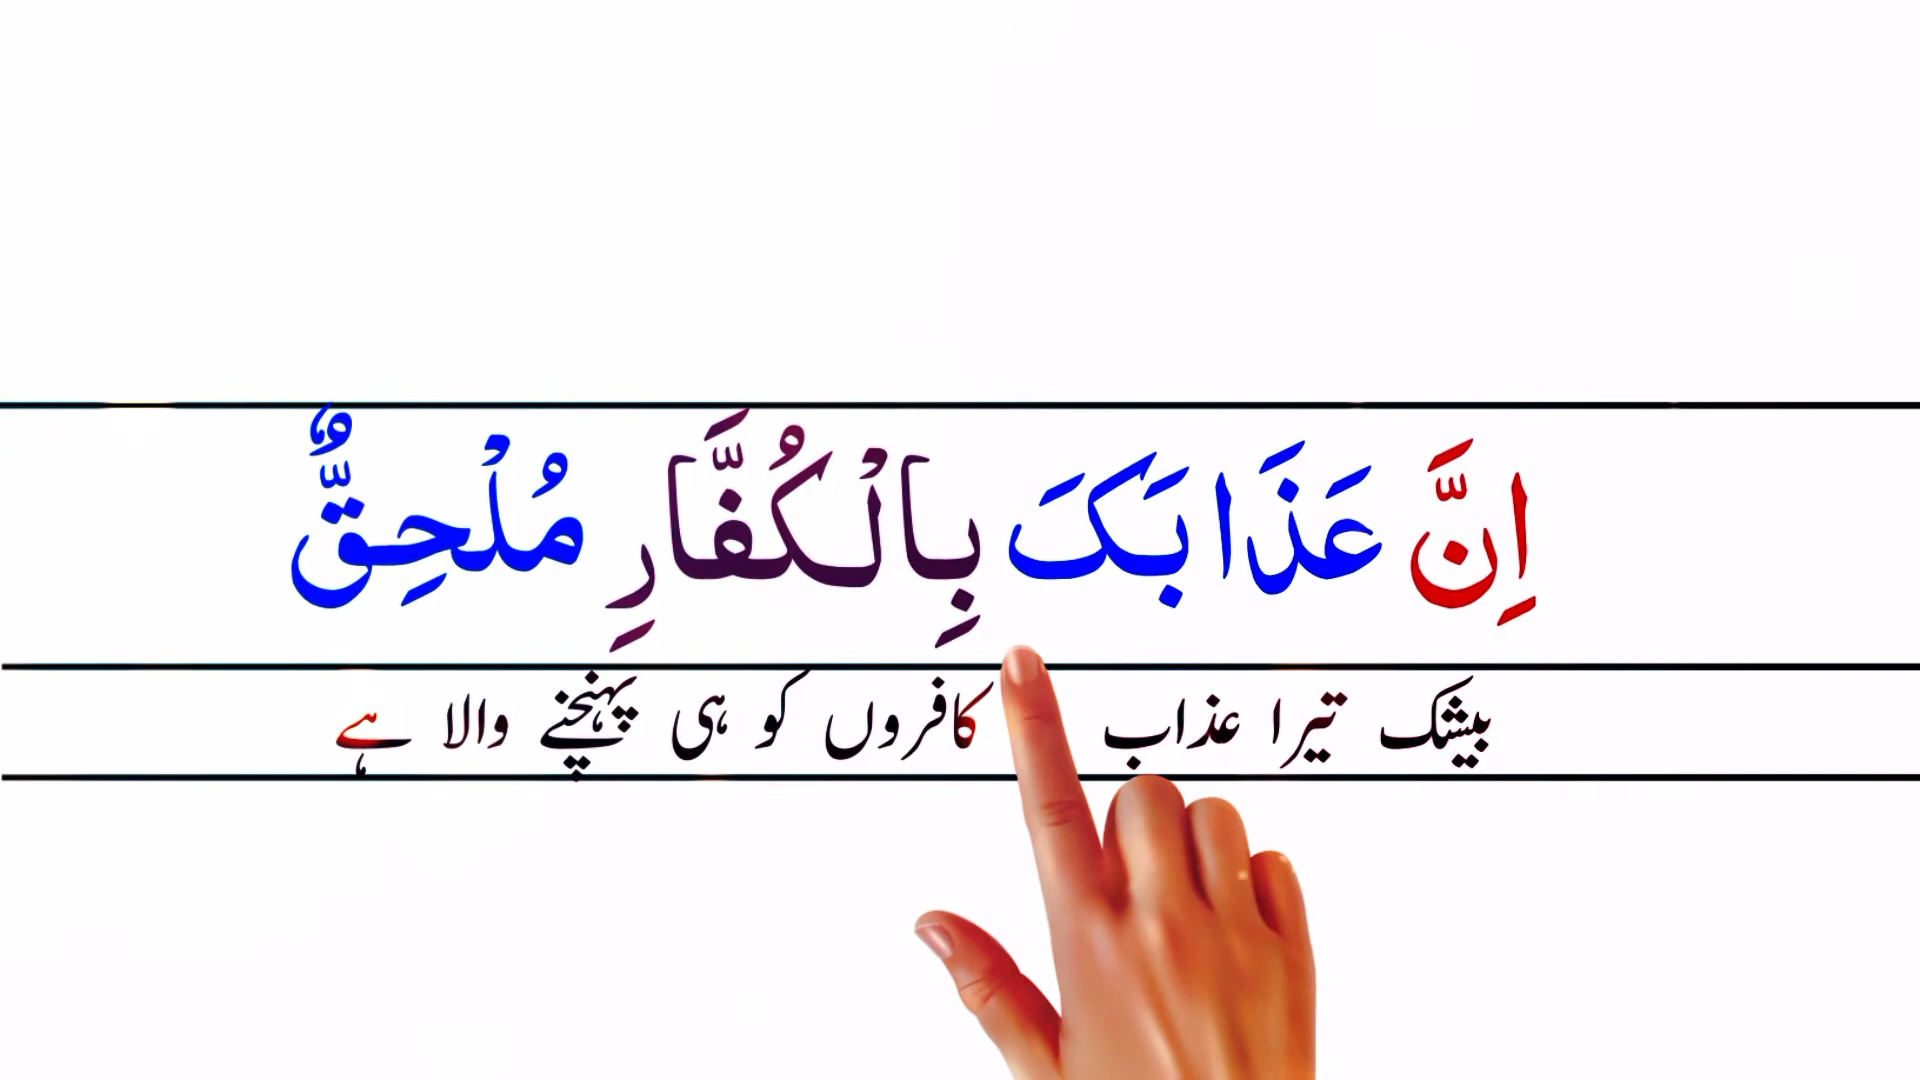 اِنَّ عَذَابَكَ بِالْكُفَّارِ مُلْحِقٌّ
بیشک تیرا عذاب کافروں کو ہی پہنچنے والا ہے